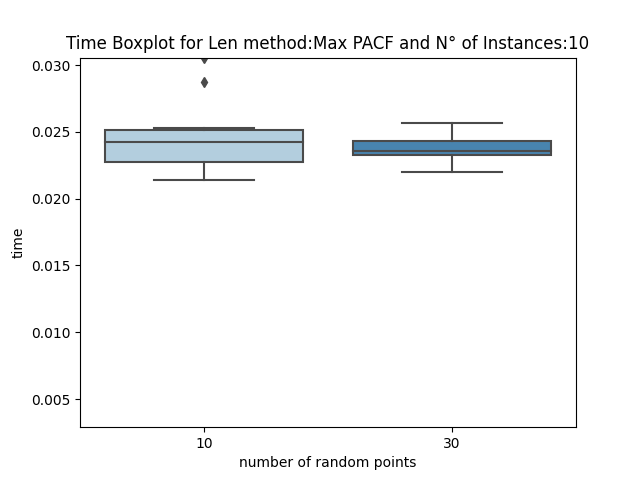 Time Boxplot for Len method:Max PACF and N° of Instances:10
0.030
0.025
0.020
0.015
0.010
0.005
time
10
30
number of random points